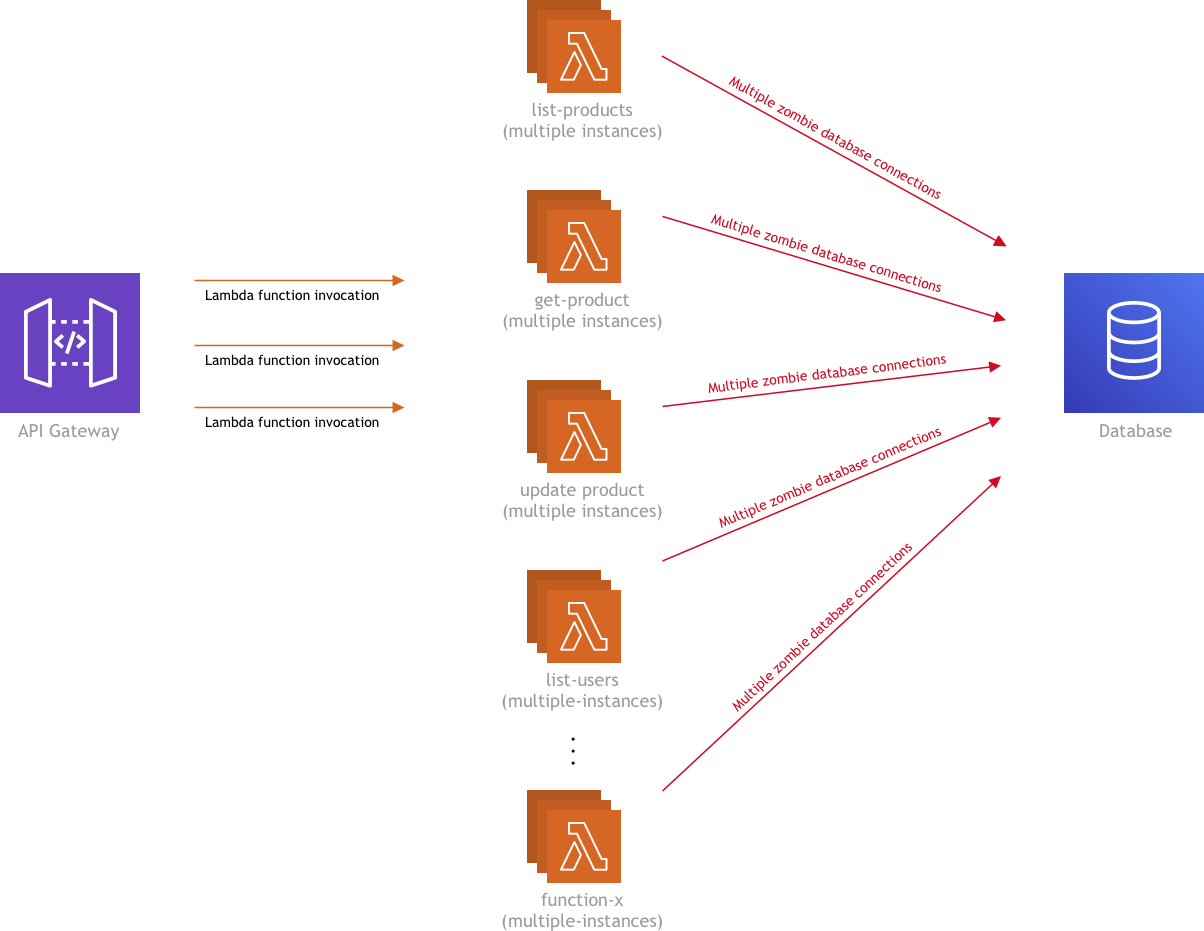 list-products
(multiple instances)
Multiple zombie database connections
get-product
(multiple instances)
Multiple zombie database connections
Lambda function invocation
Lambda function invocation
Lambda function invocation
API Gateway
update product
(multiple instances)
Multiple zombie database connections
Database
list-users
(multiple-instances)
Multiple zombie database connections
function-x
(multiple-instances)
Multiple zombie database connections